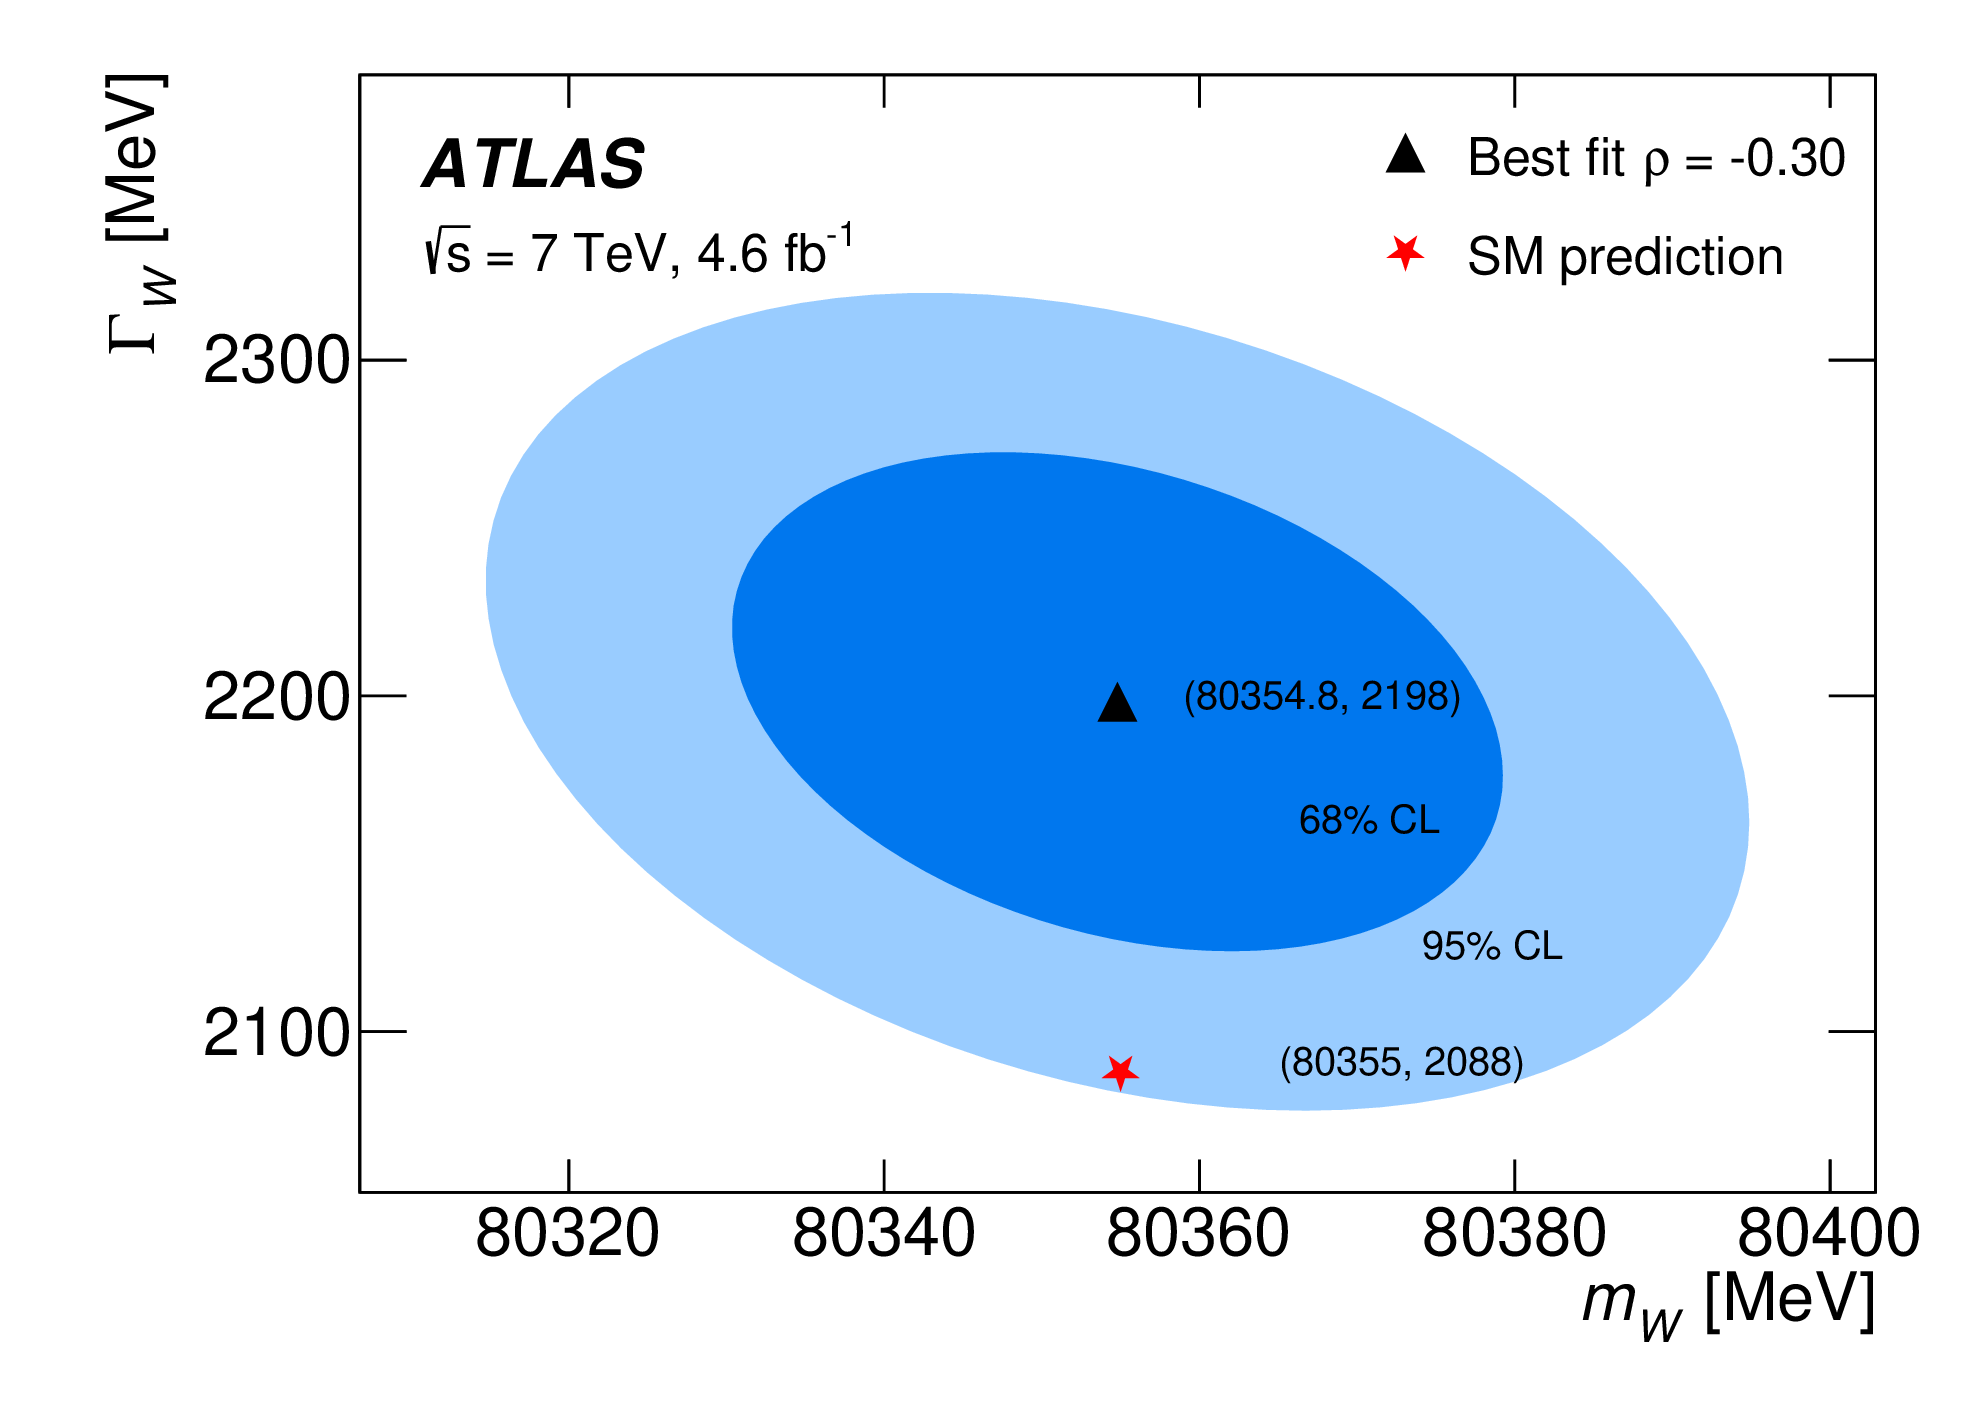 ATLAS
√s = 7 TeV, 4.6 fb⁻¹
▲ Best fit ρ = -0.30
★ SM prediction
Γ_W [MeV]
2300
2200
2100
(80354.8, 2198)
68% CL
95% CL
(80355, 2088)
80320 80340 80360 80380 80400
m_W [MeV]